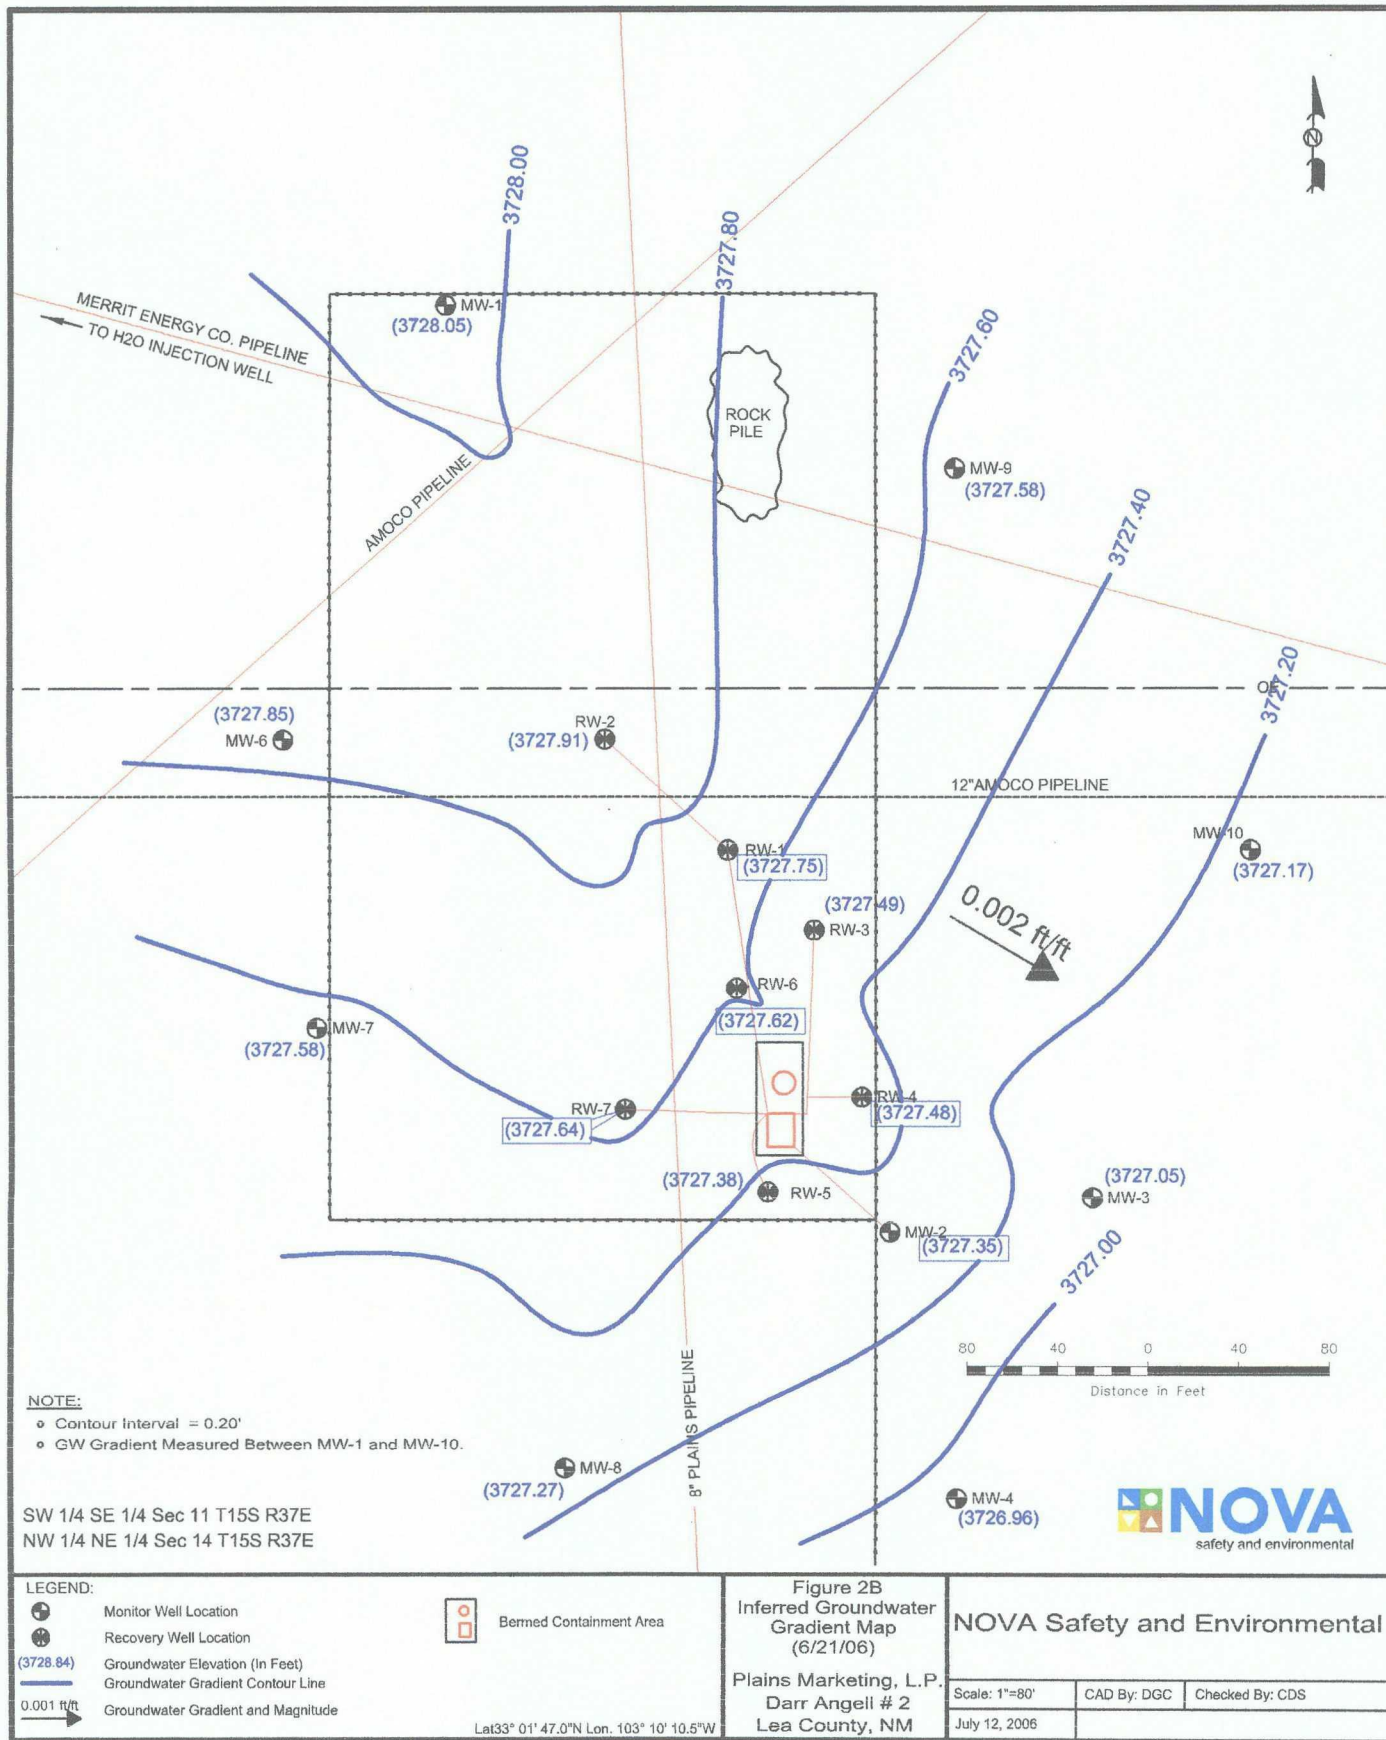 3728.00
3727.80
3727.60
3727.40
3727.20
3727.00
MERRIT ENERGY CO. PIPELINE
TO H2O INJECTION WELL
MW-1
(3728.05)
ROCK
PILE
AMOCO PIPELINE
MW-9
(3727.58)
(3727.85)
MW-6
RW-2
(3727.91)
12"AMOCO PIPELINE
RW-1
(3727.75)
MW-10
(3727.17)
(3727.49)
RW-3
0.002 ft/ft
RW-6
(3727.62)
MW-7
(3727.58)
RW-7
(3727.64)
RW-4
(3727.48)
(3727.38)
RW-5
(3727.05)
MW-3
MW-2
(3727.35)
80 40 0 40 80
Distance in Feet
8" PLAINS PIPELINE
MW-8
(3727.27)
MW-4
(3726.96)
NOTE:
Contour Interval = 0.20'
GW Gradient Measured Between MW-1 and MW-10.
SW 1/4 SE 1/4 Sec 11 T15S R37E
NW 1/4 NE 1/4 Sec 14 T15S R37E
NOVA
safety and environmental
LEGEND:
Monitor Well Location
Recovery Well Location
(3728.84) Groundwater Elevation (In Feet)
Groundwater Gradient Contour Line
0.001 ft/ft Groundwater Gradient and Magnitude
Bermed Containment Area
Lat33° 01' 47.0"N Lon. 103° 10' 10.5"W
Figure 2B
Inferred Groundwater
Gradient Map
(6/21/06)
Plains Marketing, L.P.
Darr Angell # 2
Lea County, NM
NOVA Safety and Environmental
Scale: 1"=80' CAD By: DGC Checked By: CDS
July 12, 2006